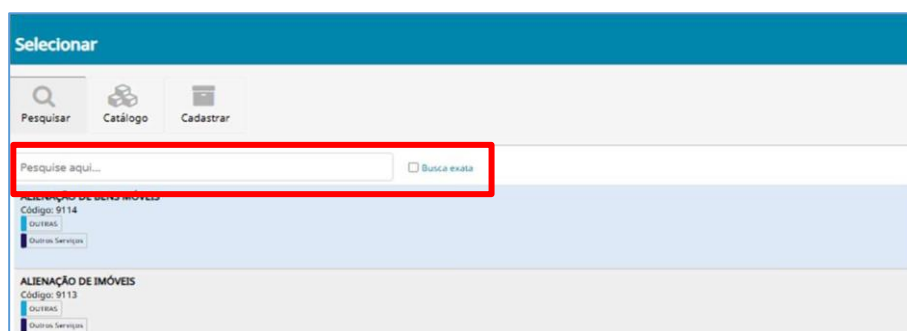 Selecionar
Pesquisar Catálogo Cadastrar
Pesquise aqui... Busca exata
ALIENAÇÃO DE BENS MÓVEIS
Código: 9114
OUTRAS
Outros Serviços
ALIENAÇÃO DE IMÓVEIS
Código: 9113
OUTRAS
Outros Serviços